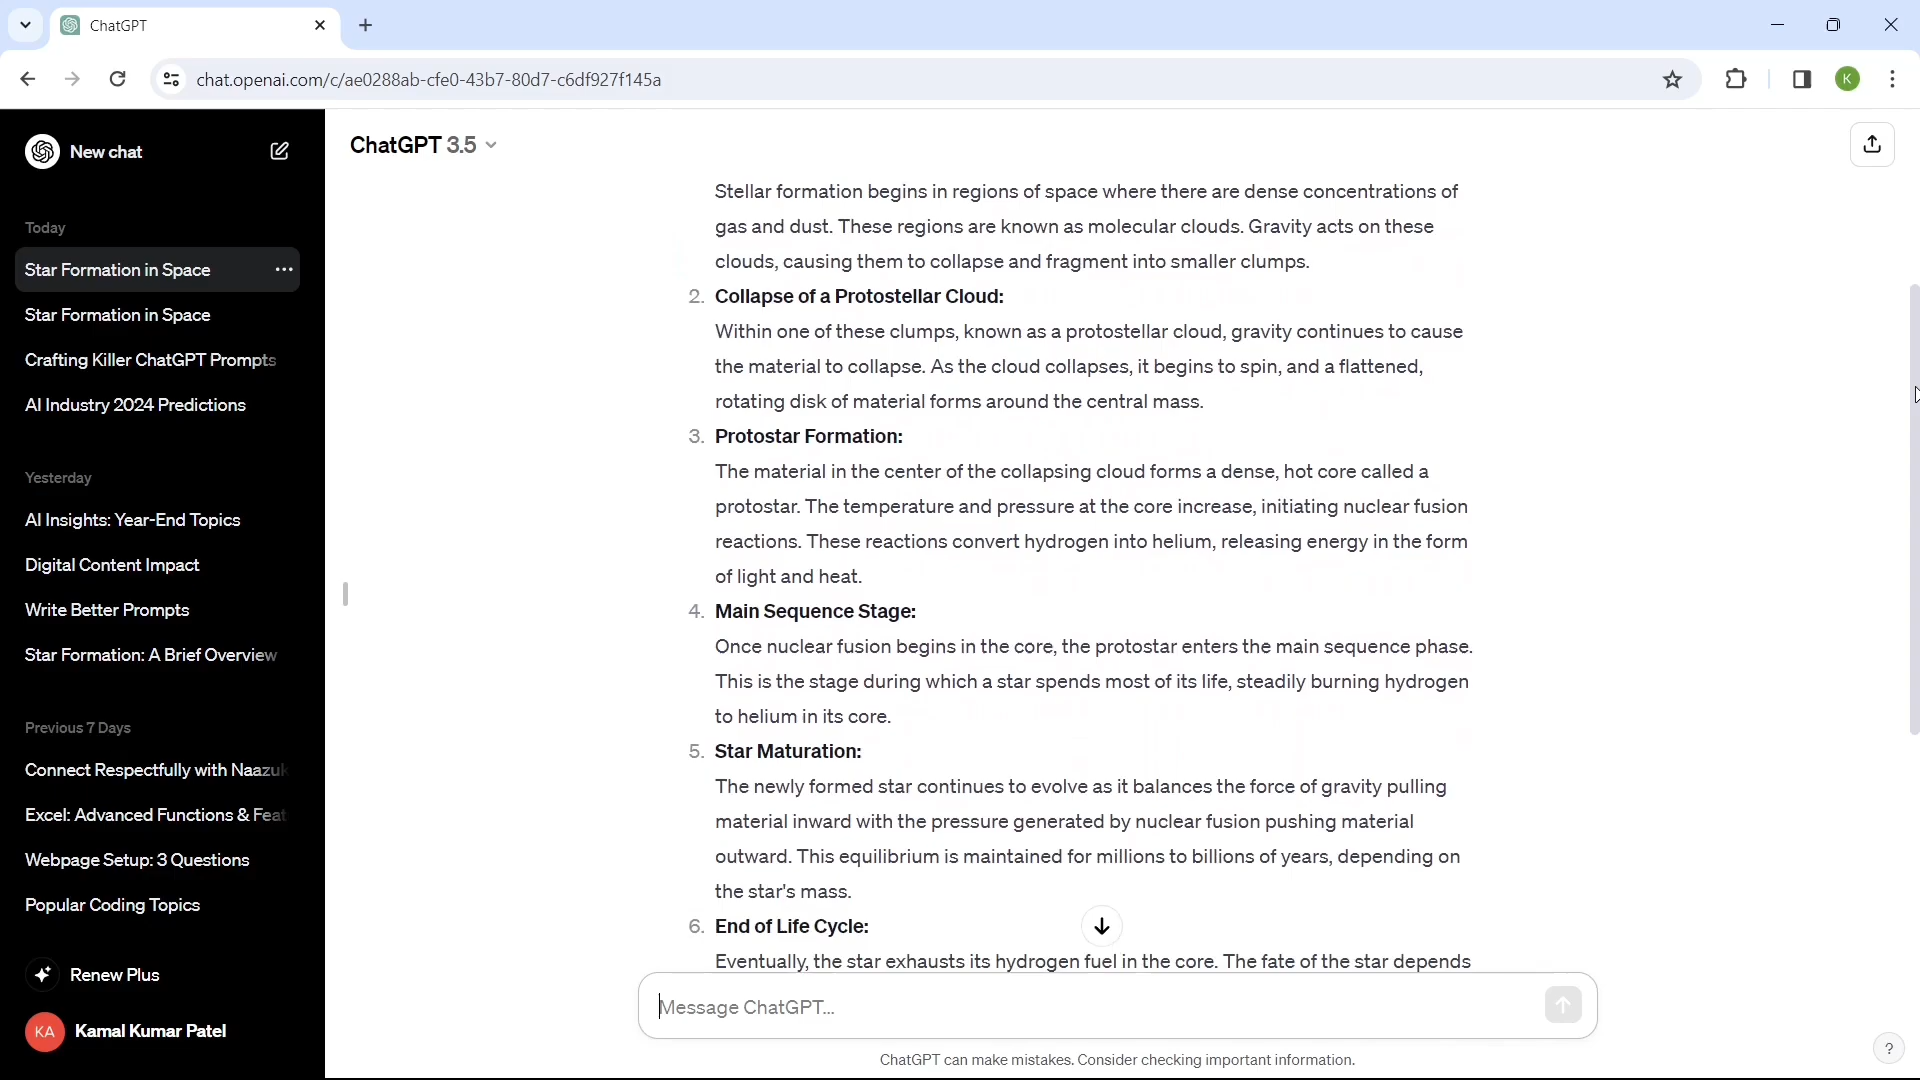 ChatGPT
chat.openai.com/c/ae0288ab-cfe0-43b7-80d7-c6df927f145a
K
New chat
Today
Star Formation in Space
Star Formation in Space
Crafting Killer ChatGPT Prompts
AI Industry 2024 Predictions
Yesterday
AI Insights: Year-End Topics
Digital Content Impact
Write Better Prompts
Star Formation: A Brief Overview
Previous 7 Days
Connect Respectfully with Naazuk
Excel: Advanced Functions & Feat
Webpage Setup: 3 Questions
Popular Coding Topics
Renew Plus
KA Kamal Kumar Patel
ChatGPT 3.5
Stellar formation begins in regions of space where there are dense concentrations of
gas and dust. These regions are known as molecular clouds. Gravity acts on these
clouds, causing them to collapse and fragment into smaller clumps.
2. Collapse of a Protostellar Cloud:
Within one of these clumps, known as a protostellar cloud, gravity continues to cause
the material to collapse. As the cloud collapses, it begins to spin, and a flattened,
rotating disk of material forms around the central mass.
3. Protostar Formation:
The material in the center of the collapsing cloud forms a dense, hot core called a
protostar. The temperature and pressure at the core increase, initiating nuclear fusion
reactions. These reactions convert hydrogen into helium, releasing energy in the form
of light and heat.
4. Main Sequence Stage:
Once nuclear fusion begins in the core, the protostar enters the main sequence phase.
This is the stage during which a star spends most of its life, steadily burning hydrogen
to helium in its core.
5. Star Maturation:
The newly formed star continues to evolve as it balances the force of gravity pulling
material inward with the pressure generated by nuclear fusion pushing material
outward. This equilibrium is maintained for millions to billions of years, depending on
the star's mass.
6. End of Life Cycle:
Eventually, the star exhausts its hydrogen fuel in the core. The fate of the star depends
Message ChatGPT...
ChatGPT can make mistakes. Consider checking important information.
?